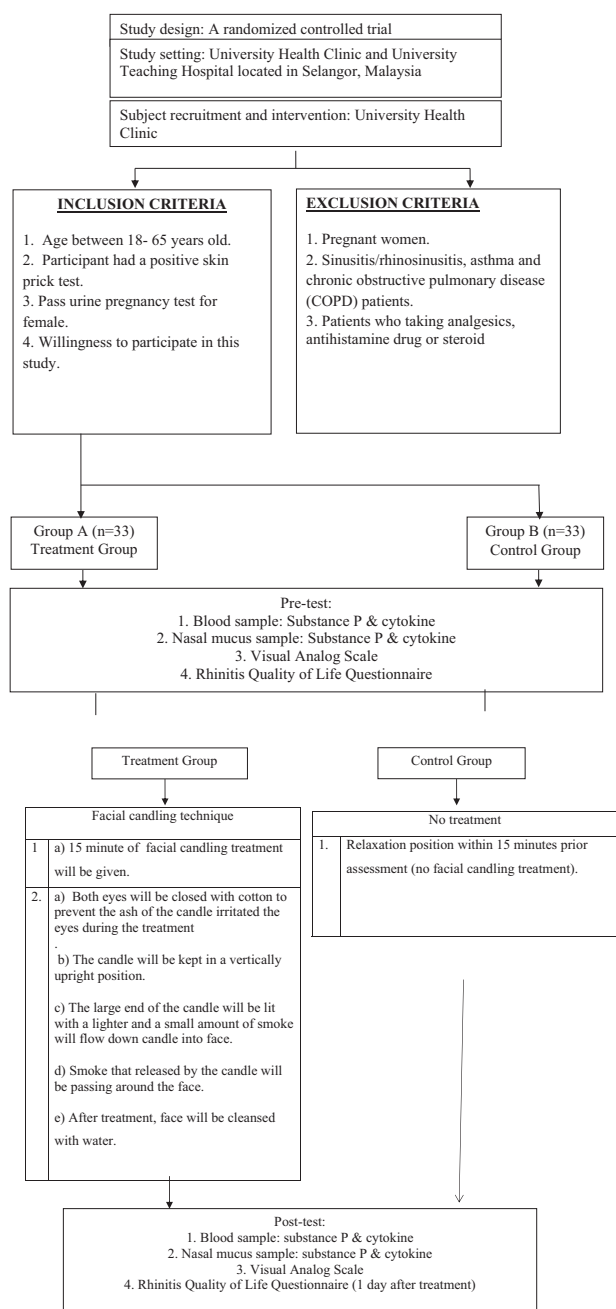 Study design: A randomized controlled trial
Study setting: University Health Clinic and University
Teaching Hospital located in Selangor, Malaysia
Subject recruitment and intervention: University Health
Clinic
INCLUSION CRITERIA
1. Age between 18- 65 years old.
2. Participant had a positive skin
prick test.
3. Pass urine pregnancy test for
female.
4. Willingness to participate in this
study.
EXCLUSION CRITERIA
1. Pregnant women.
2. Sinusitis/rhinosinusitis, asthma and
chronic obstructive pulmonary disease
(COPD) patients.
3. Patients who taking analgesics,
antihistamine drug or steroid
Group A (n=33)
Treatment Group
Group B (n=33)
Control Group
Pre-test:
1. Blood sample: Substance P & cytokine
2. Nasal mucus sample: Substance P & cytokine
3. Visual Analog Scale
4. Rhinitis Quality of Life Questionnaire
Treatment Group
Facial candling technique
1 a) 15 minute of facial candling treatment
will be given.
2. a) Both eyes will be closed with cotton to
prevent the ash of the candle irritated the
eyes during the treatment
.
b) The candle will be kept in a vertically
upright position.
c) The large end of the candle will be lit
with a lighter and a small amount of smoke
will flow down candle into face.
d) Smoke that released by the candle will
be passing around the face.
e) After treatment, face will be cleansed
with water.
Control Group
No treatment
1. Relaxation position within 15 minutes prior
assessment (no facial candling treatment).
Post-test:
1. Blood sample: substance P & cytokine
2. Nasal mucus sample: substance P & cytokine
3. Visual Analog Scale
4. Rhinitis Quality of Life Questionnaire (1 day after treatment)